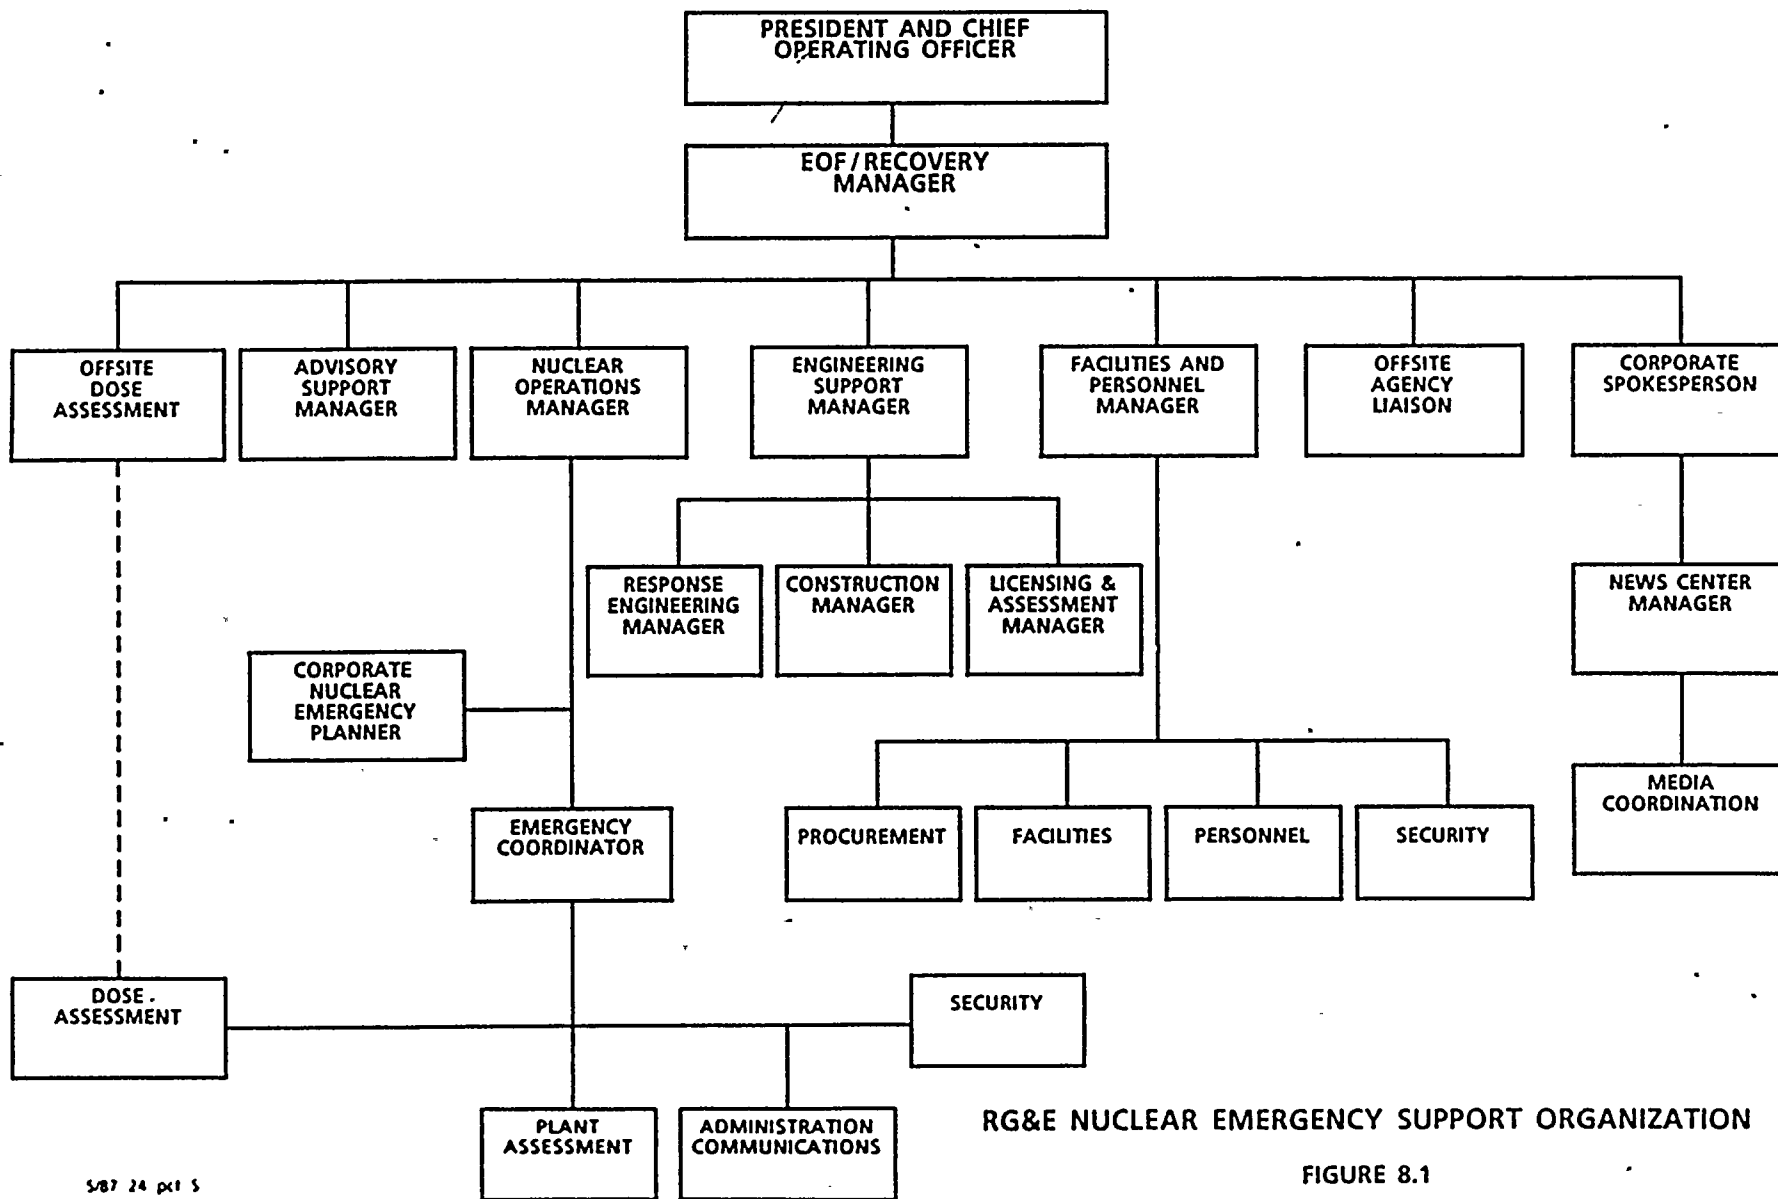 PRESIDENT AND CHIEF
OPERATING OFFICER
EOF/RECOVERY
MANAGER
OFFSITE
DOSE
ASSESSMENT
ADVISORY
SUPPORT
MANAGER
NUCLEAR
OPERATIONS
MANAGER
ENGINEERING
SUPPORT
MANAGER
FACILITIES AND
PERSONNEL
MANAGER
OFFSITE
AGENCY
LIAISON
CORPORATE
SPOKESPERSON
RESPONSE
ENGINEERING
MANAGER
CONSTRUCTION
MANAGER
LICENSING &
ASSESSMENT
MANAGER
NEWS CENTER
MANAGER
CORPORATE
NUCLEAR
EMERGENCY
PLANNER
MEDIA
COORDINATION
EMERGENCY
COORDINATOR
PROCUREMENT
FACILITIES
PERSONNEL
SECURITY
DOSE
ASSESSMENT
SECURITY
PLANT
ASSESSMENT
ADMINISTRATION
COMMUNICATIONS
RG&E NUCLEAR EMERGENCY SUPPORT ORGANIZATION
FIGURE 8.1
5/87 24